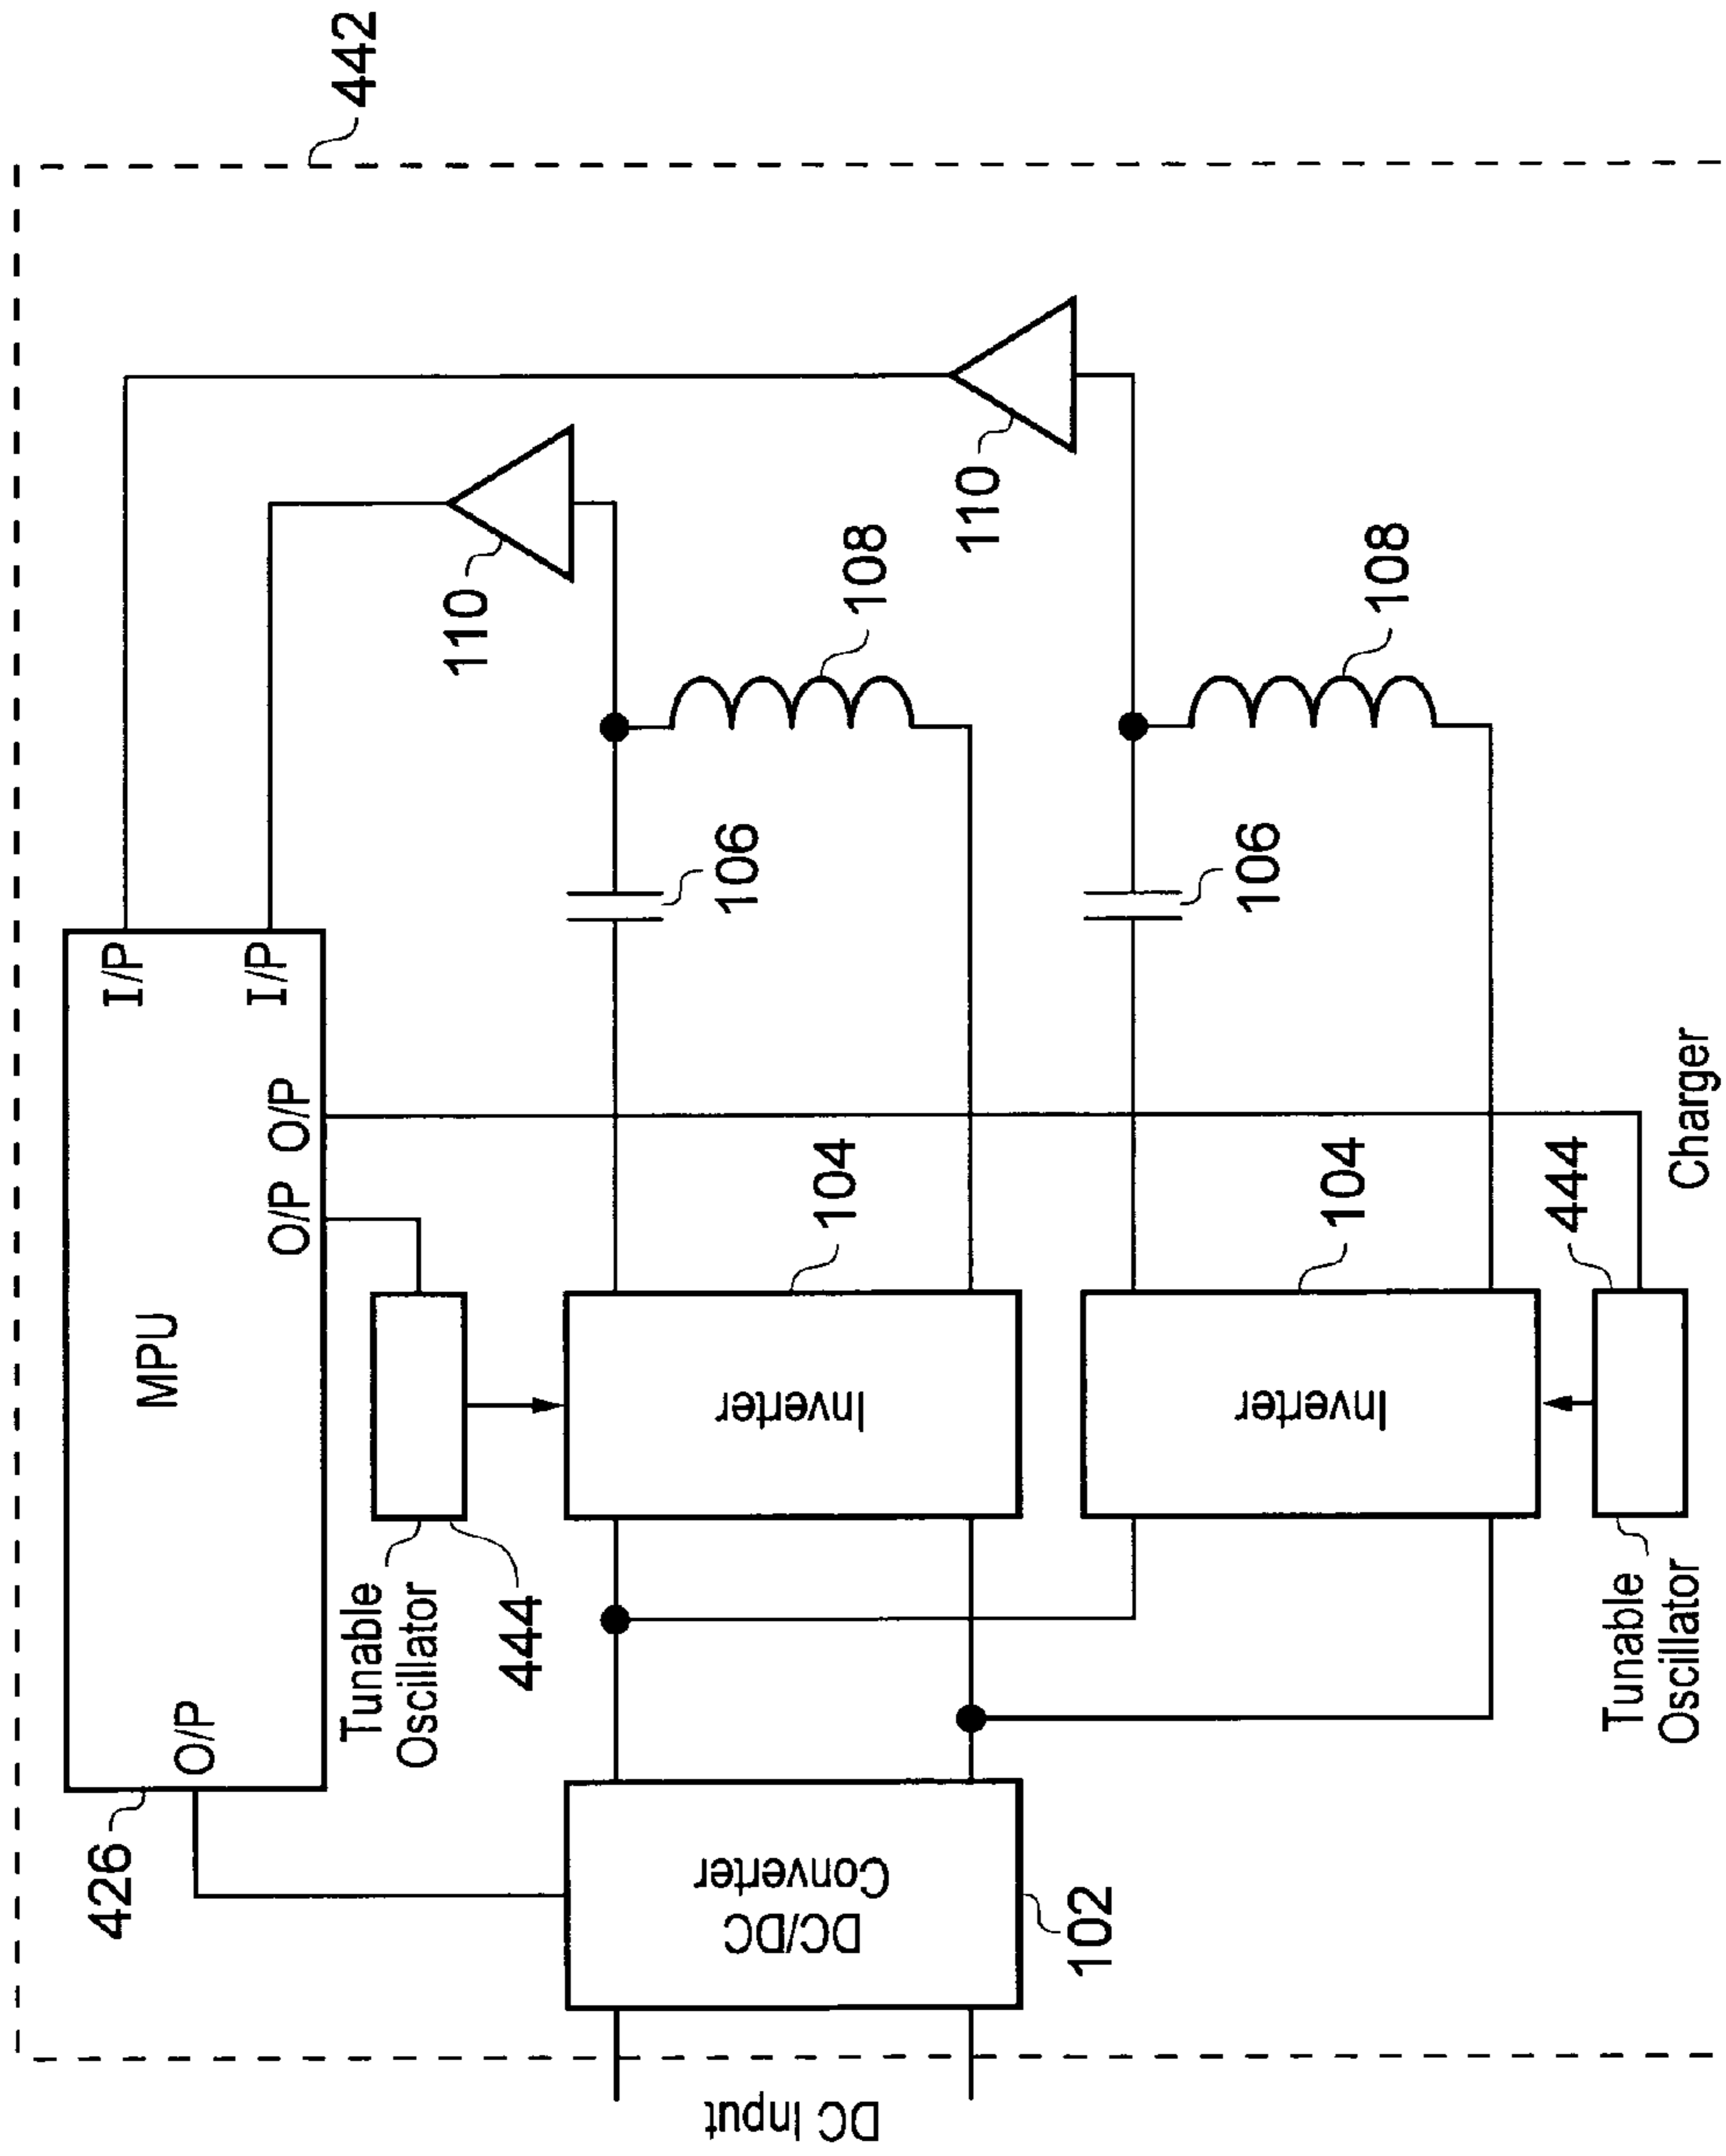 442
MPU
I/P
I/P
O/P
O/P
O/P
426
Tunable
Oscillator
444
110
110
108
106
104
Inverter
DC/DC
Converter
102
DC Input
108
106
104
Inverter
444
Tunable
Oscillator
Charger